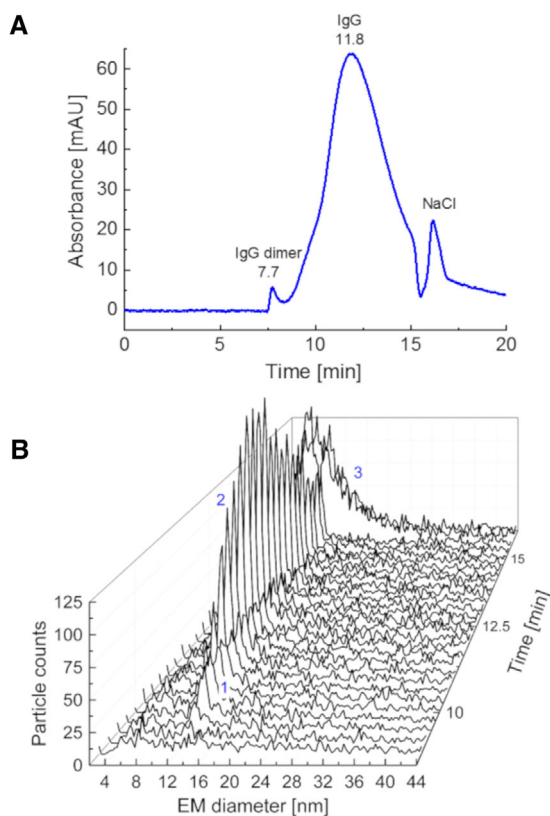 A
IgG
11.8
60
50
40
30
20
10
0
Absorbance [mAU]
IgG dimer
7.7
NaCl
0 5 10 15 20
Time [min]
B
2
3
1
125
100
75
50
25
0
Particle counts
4 8 12 16 20 24 28 32 36 40 44
EM diameter [nm]
10
12.5
15
Time [min]